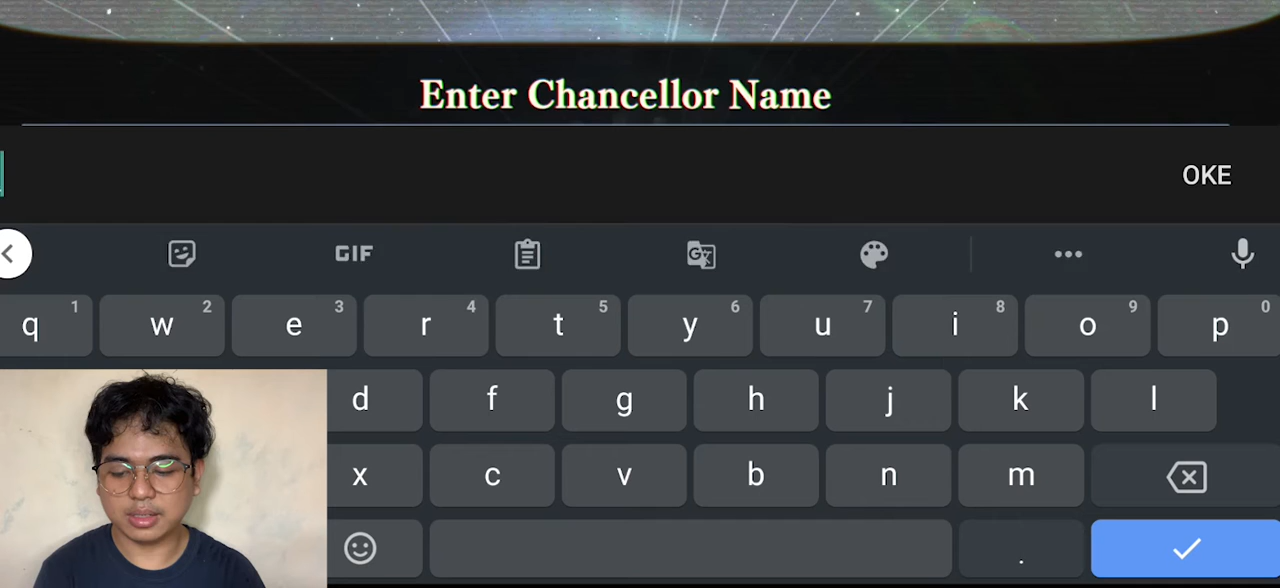 Enter Chancellor Name
OKE
GIF
q 1 w 2 e 3 r 4 t 5 y 6 u 7 i 8 o 9 p 0
d f g h j k l
x c v b n m
.